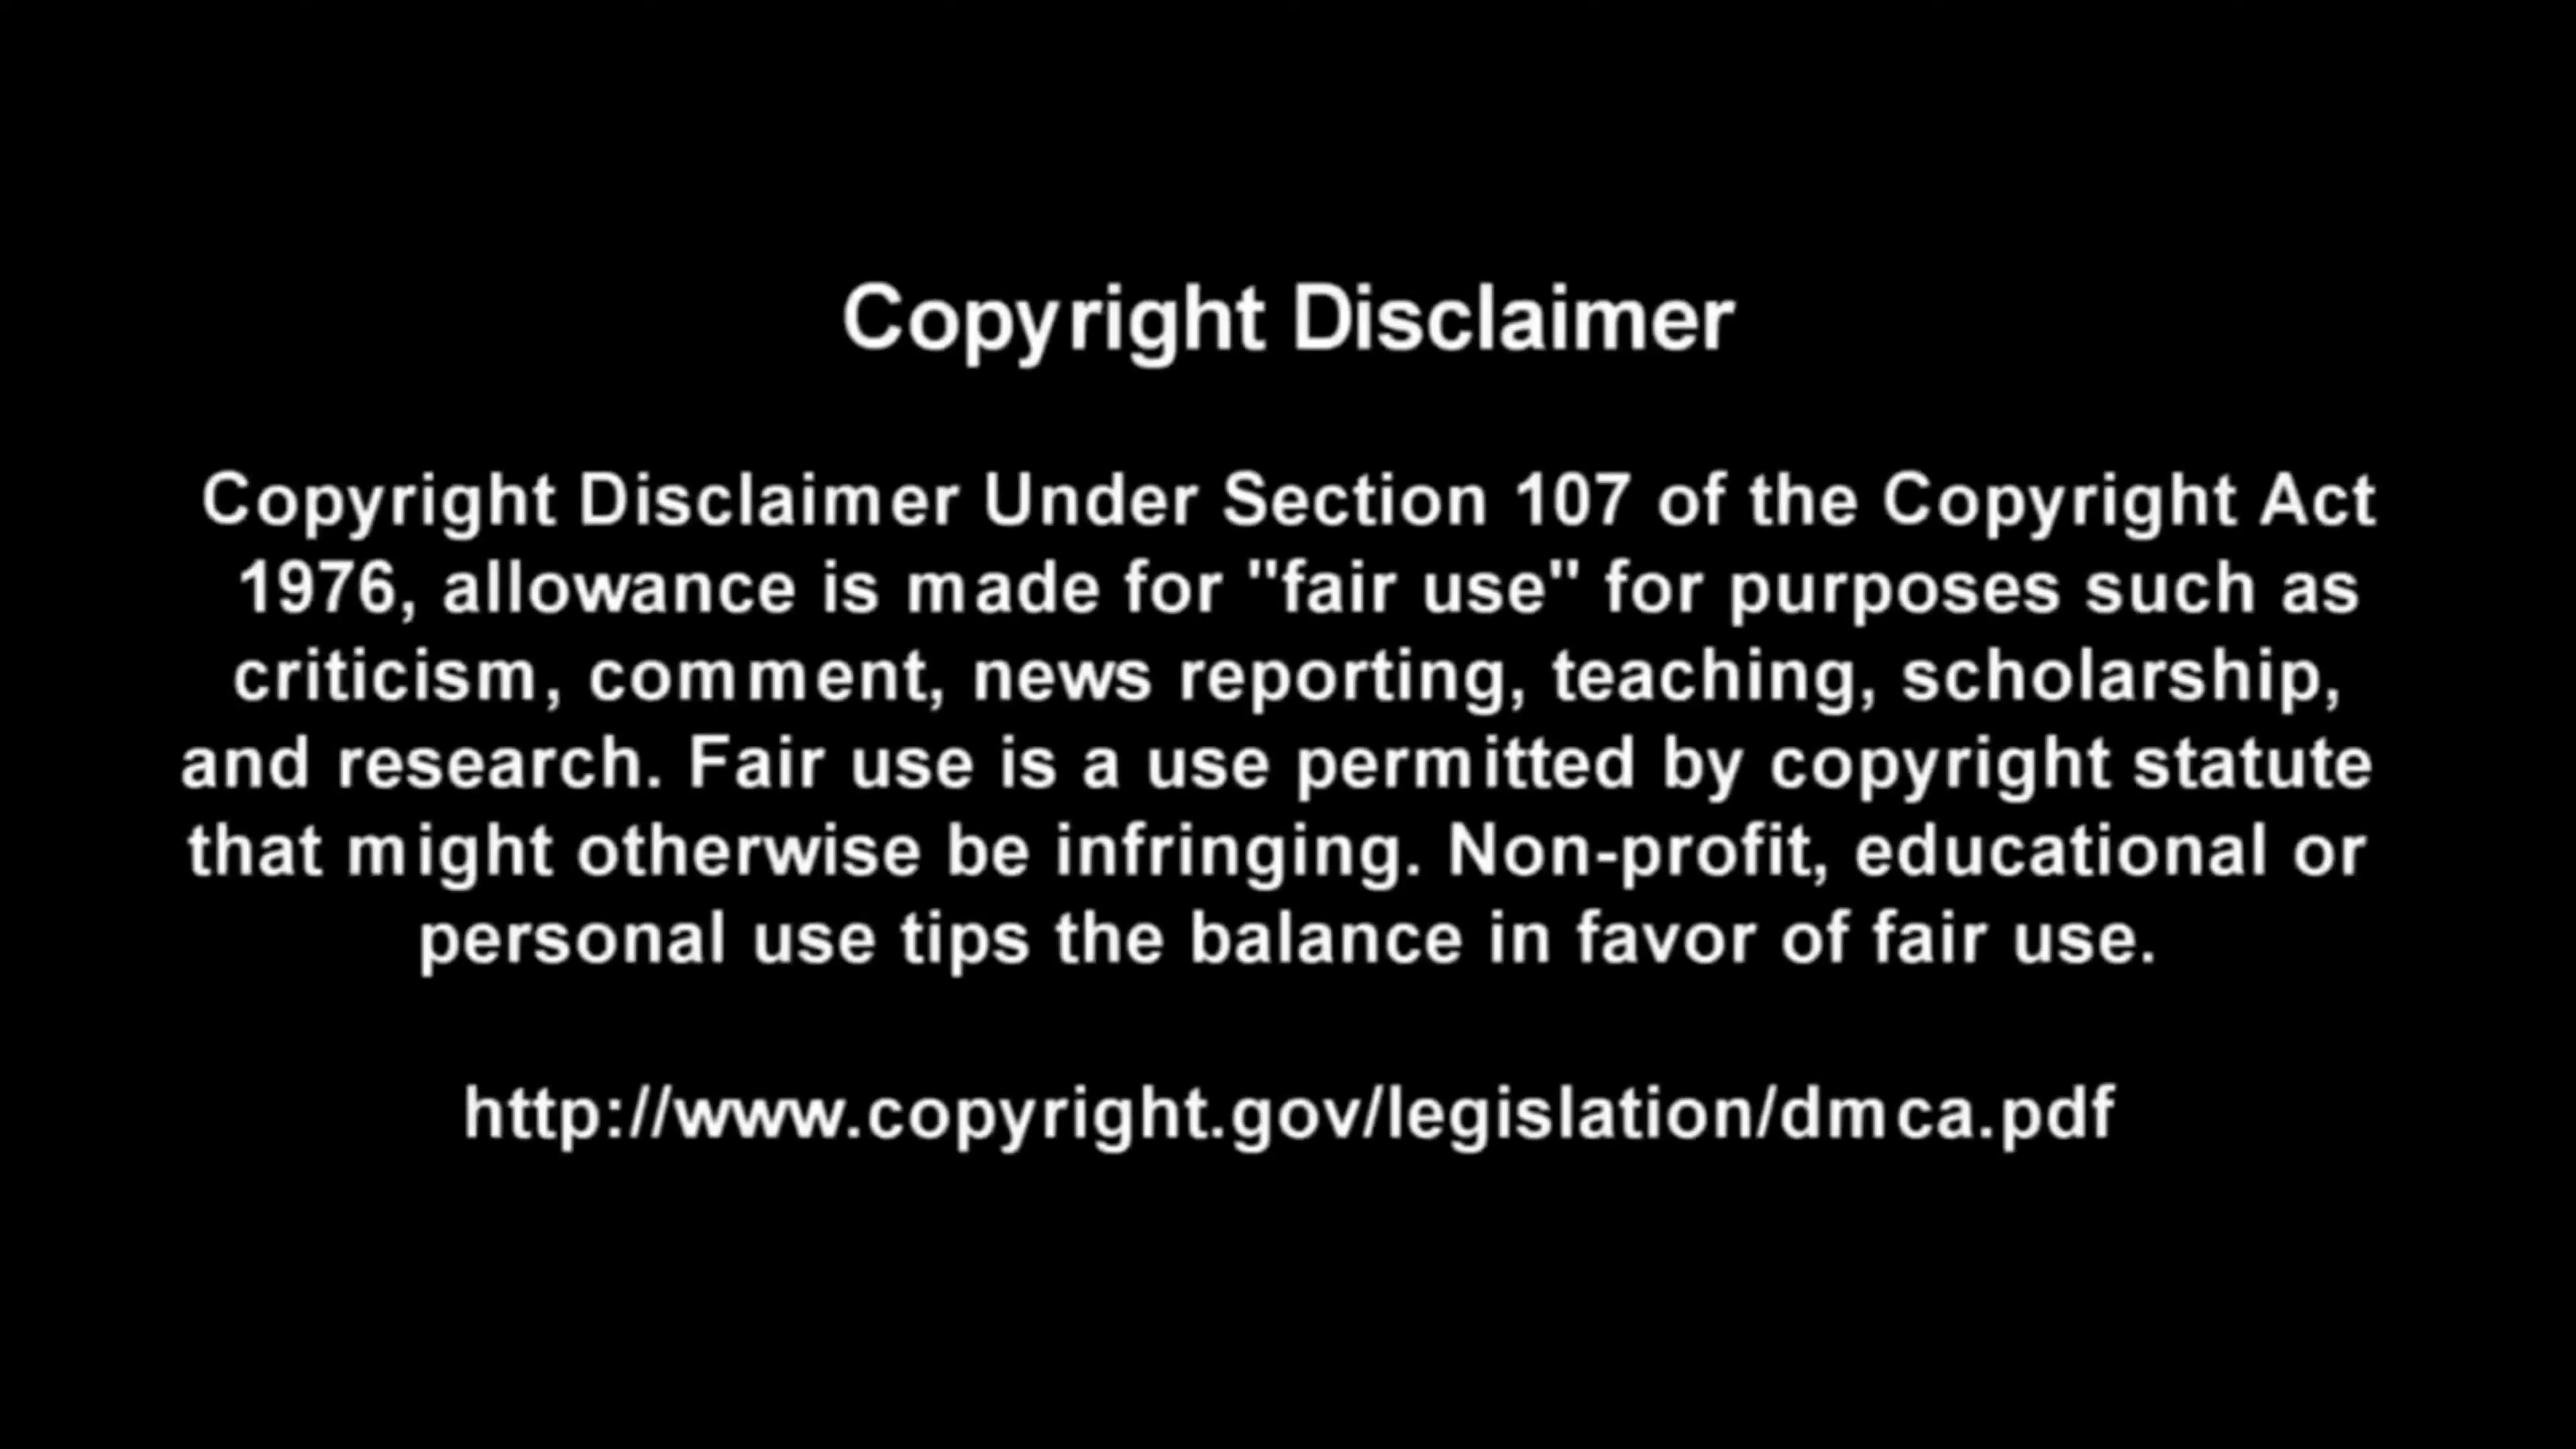 Copyright Disclaimer
Copyright Disclaimer Under Section 107 of the Copyright Act
1976, allowance is made for "fair use" for purposes such as
criticism, comment, news reporting, teaching, scholarship,
and research. Fair use is a use permitted by copyright statute
that might otherwise be infringing. Non-profit, educational or
personal use tips the balance in favor of fair use.
http://www.copyright.gov/legislation/dmca.pdf